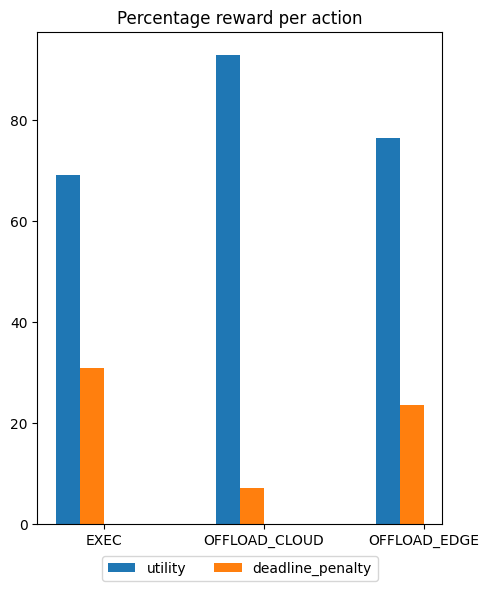 Percentage reward per action
80
60
40
20
0
EXEC OFFLOAD_CLOUD OFFLOAD_EDGE
utility deadline_penalty